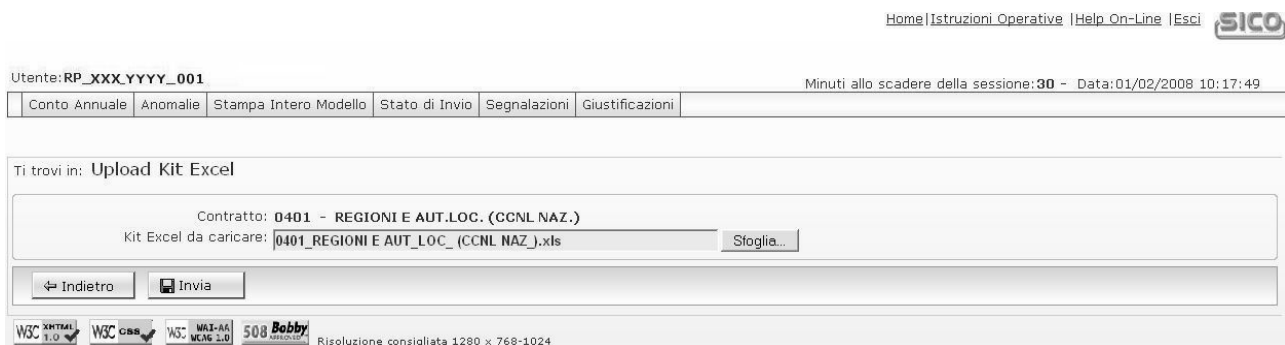 Home|Istruzioni Operative |Help On-Line |Esci
SICO
Utente:RP_XXX_YYYY_001
Minuti allo scadere della sessione:30 - Data:01/02/2008 10:17:49
Conto Annuale
Anomalie
Stampa Intero Modello
Stato di Invio
Segnalazioni
Giustificazioni
Ti trovi in: Upload Kit Excel
Contratto: 0401 - REGIONI E AUT.LOC. (CCNL NAZ.)
Kit Excel da caricare: 0401_REGIONI E AUT_LOC_ (CCNL NAZ_).xls
Sfoglia...
Indietro
Invia
W3C XHTML 1.0
W3C CSS
W3C WAI-AA WCAG 1.0
508 Bobby APPROVED
Risoluzione consigliata 1280 x 768-1024